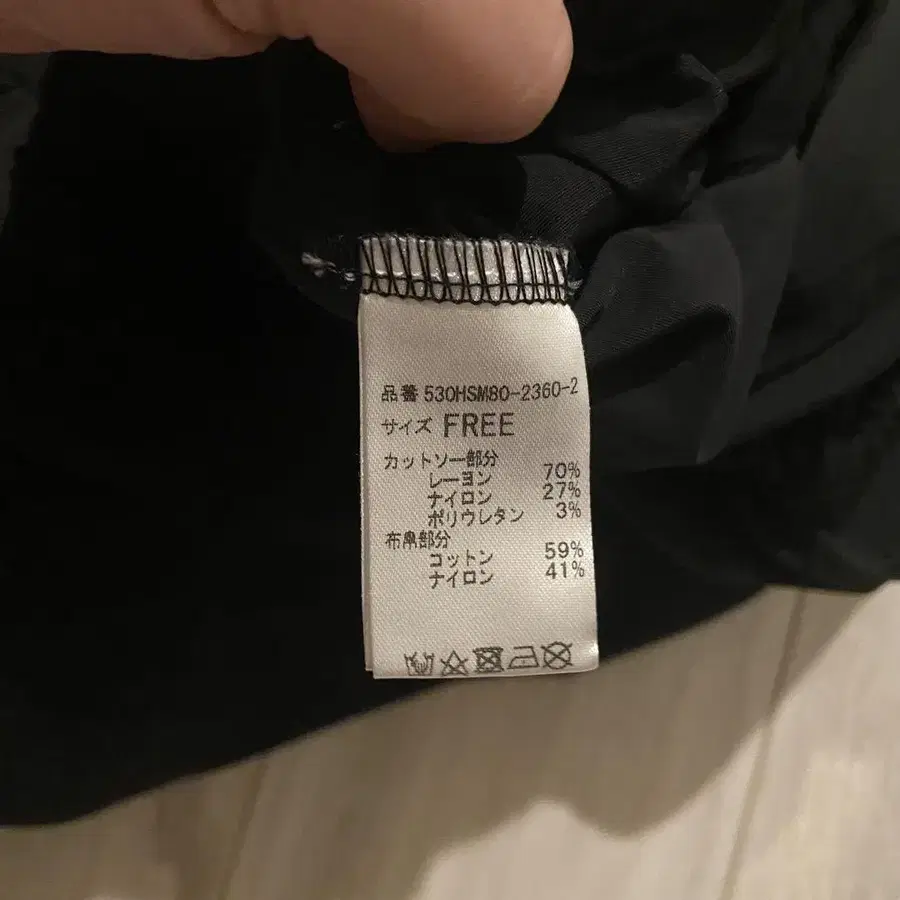 品番 530HSM80-2360-2
サイズ FREE
カットソー部分
レーヨン 70%
ナイロン 27%
ポリウレタン 3%
布帛部分
コットン 59%
ナイロン 41%